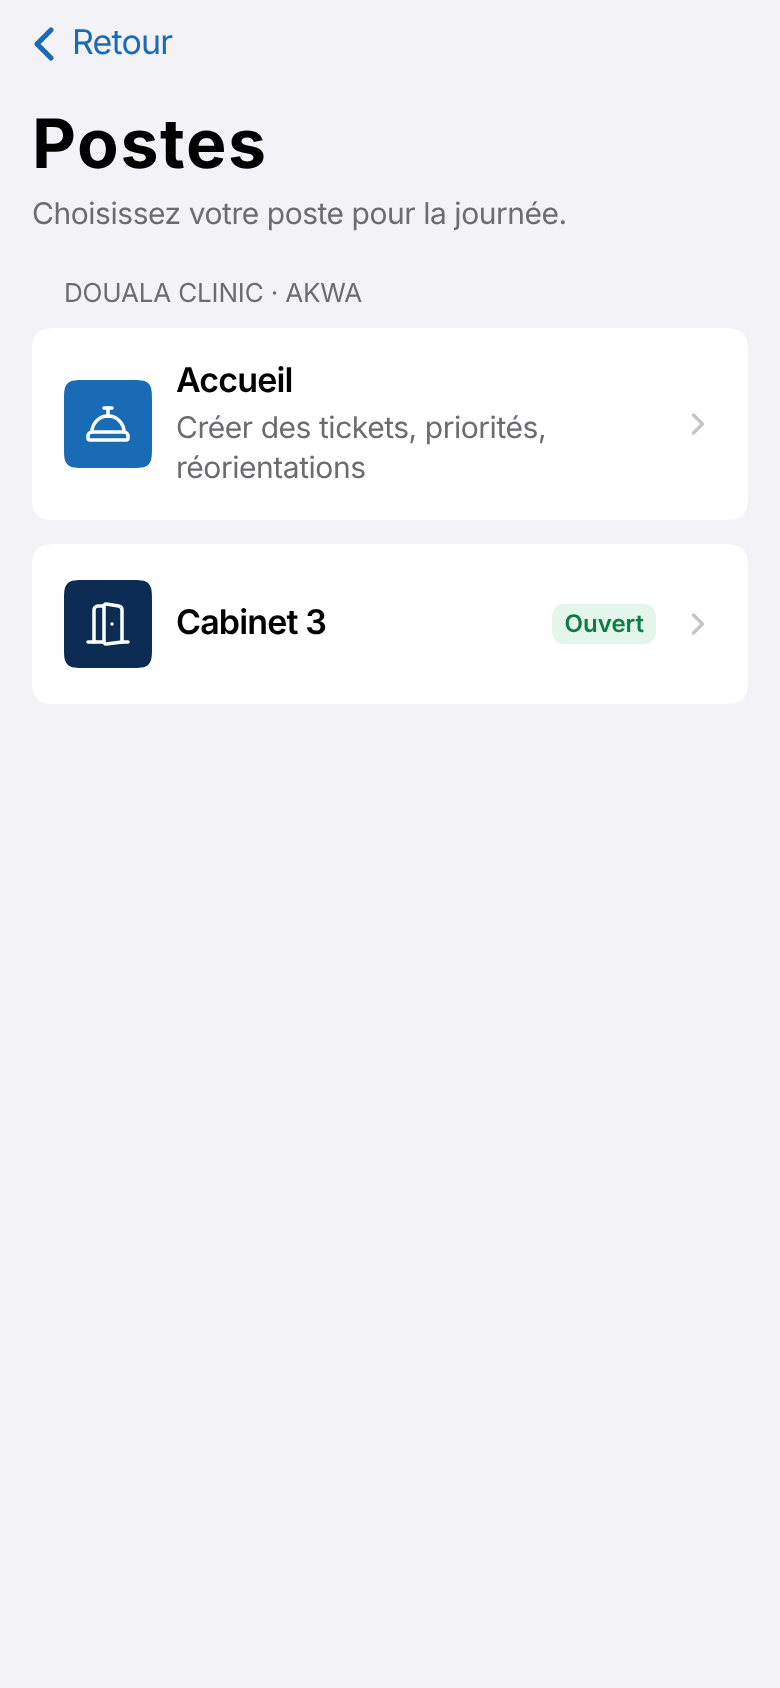 Retour
Postes
Choisissez votre poste pour la journée.
DOUALA CLINIC · AKWA
Accueil
Créer des tickets, priorités,
réorientations
Cabinet 3
Ouvert